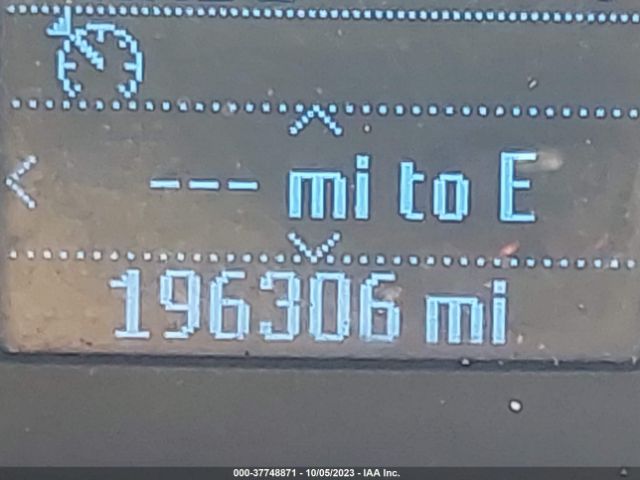 --- mi to E
196306 mi
000-37748871 - 10/05/2023 - IAA Inc.